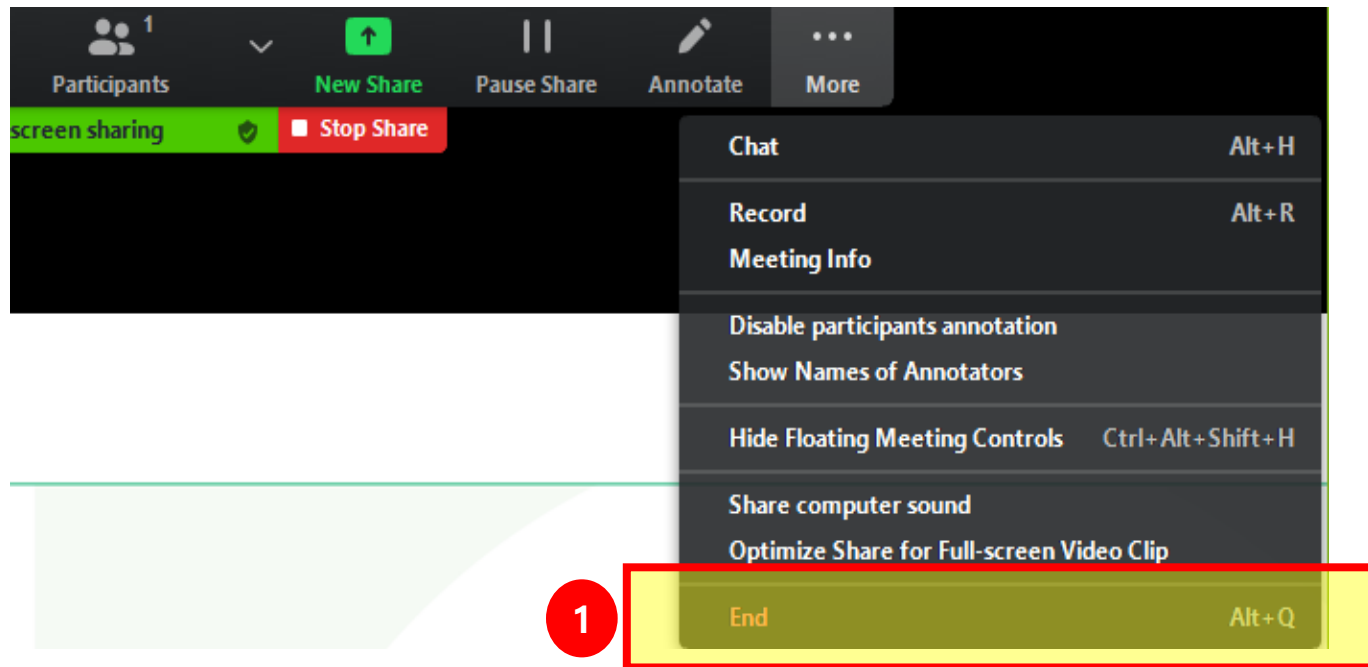 1
Participants
New Share
Pause Share
Annotate
More
screen sharing
Stop Share
Chat Alt+H
Record Alt+R
Meeting Info
Disable participants annotation
Show Names of Annotators
Hide Floating Meeting Controls Ctrl+Alt+Shift+H
Share computer sound
Optimize Share for Full-screen Video Clip
1
End Alt+Q